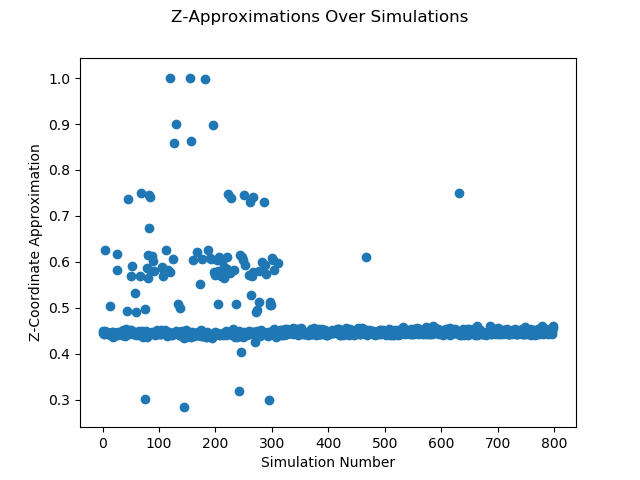 Z-Approximations Over Simulations
1.0
0.9
0.8
0.7
0.6
0.5
0.4
0.3
Z-Coordinate Approximation
0 100 200 300 400 500 600 700 800
Simulation Number